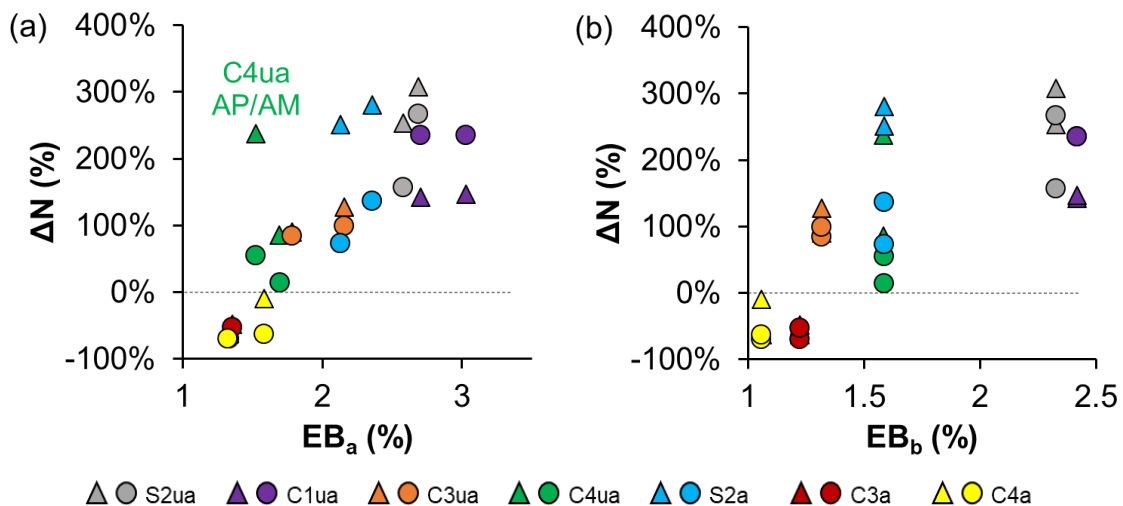 (a)
400%
300%
200%
100%
0%
-100%
ΔN (%)
C4ua
AP/AM
1
2
3
EBa (%)
(b)
400%
300%
200%
100%
0%
-100%
ΔN (%)
1
1.5
2
2.5
EBb (%)
S2ua C1ua C3ua C4ua S2a C3a C4a